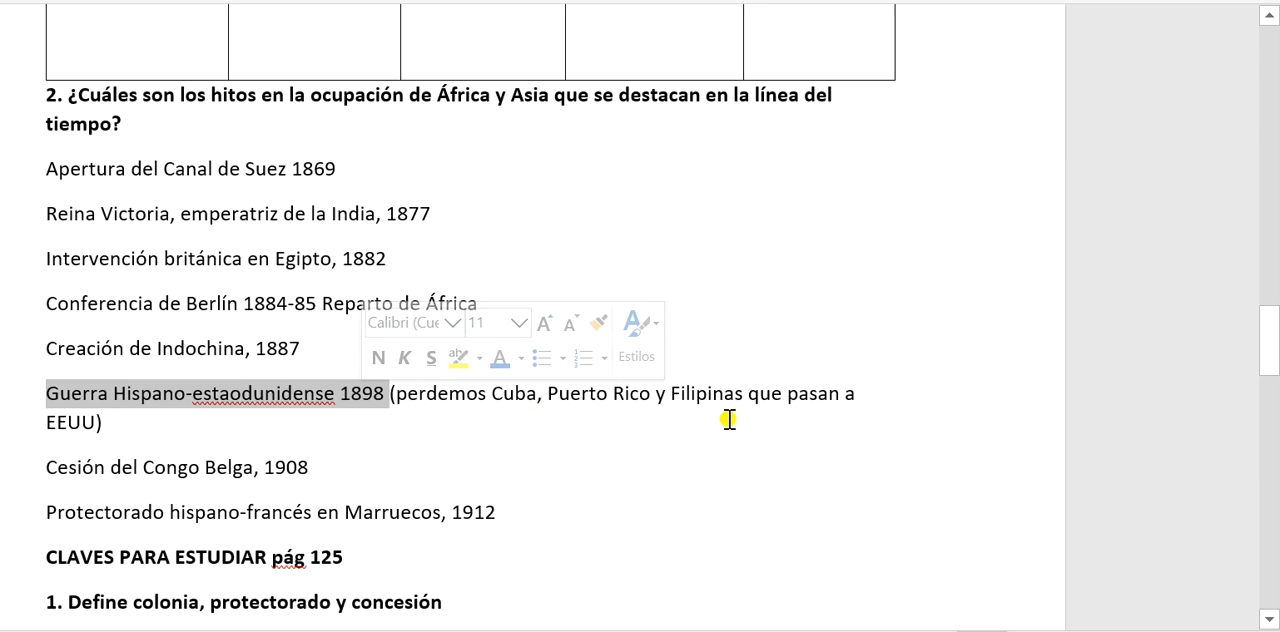 2. ¿Cuáles son los hitos en la ocupación de África y Asia que se destacan en la línea del
tiempo?
Apertura del Canal de Suez 1869
Reina Victoria, emperatriz de la India, 1877
Intervención británica en Egipto, 1882
Conferencia de Berlín 1884-85 Reparto de África
Calibri (Cue 11
Creación de Indochina, 1887
N K S ab A Estilos
Guerra Hispano-estaodunidense 1898 (perdemos Cuba, Puerto Rico y Filipinas que pasan a
EEUU)
Cesión del Congo Belga, 1908
Protectorado hispano-francés en Marruecos, 1912
CLAVES PARA ESTUDIAR pág 125
1. Define colonia, protectorado y concesión